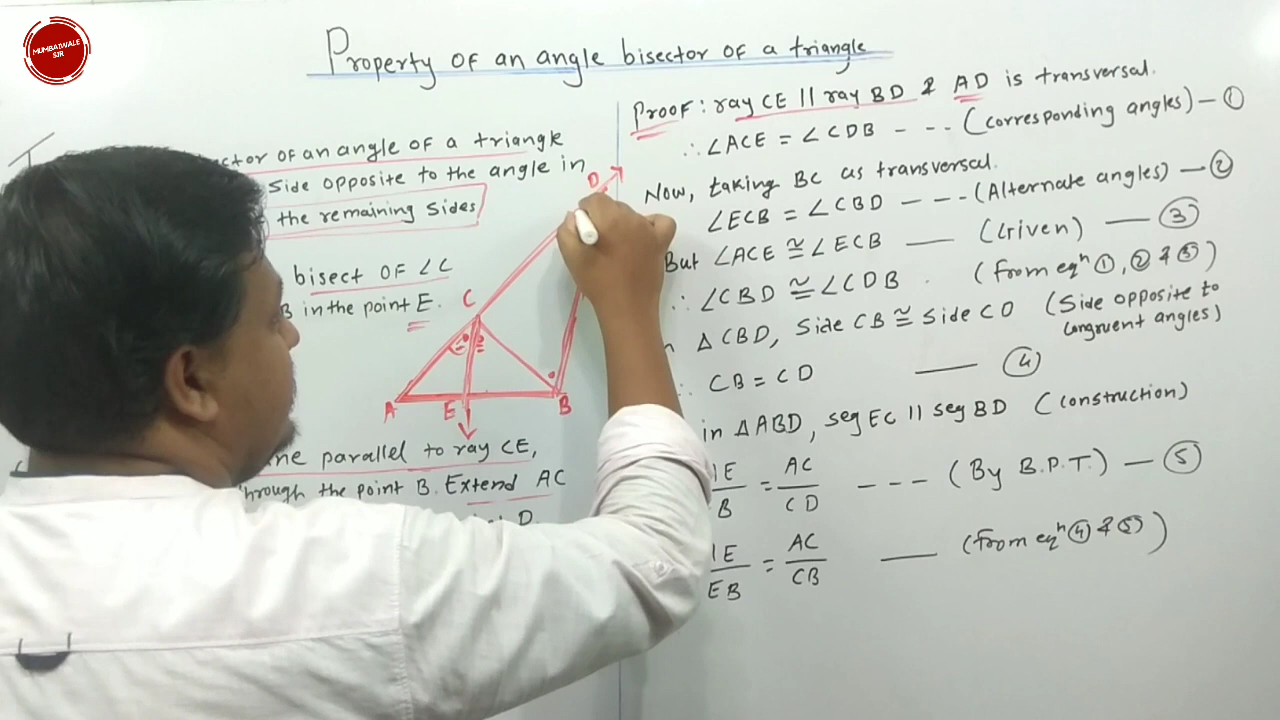 MUMBAIWALE
SIR
Property of an angle bisector of a triangle
of an angle of a triangle
side opposite to the angle in
the remaining sides
bisect of ∠C
in the point E.
D
C
A
E
B
parallel to ray CE,
through the point B. Extend AC
D.
Proof: ray CE || ray BD & AD is transversal.
∴ ∠ACE = ∠CDB - - - (corresponding angles) — ①
Now, taking BC as transversal.
∠ECB = ∠CBD - - - (Alternate angles) — ②
But ∠ACE ≅ ∠ECB — (Given) — ③
∴ ∠CBD ≅ ∠CDB . (from eqⁿ ①, ② & ③)
△CBD, Side CB ≅ Side CD (Side opposite to
congruent angles)
∴ CB = CD — ④
in △ABD, seg EC || seg BD (construction)
E/B = AC/CD - - - (By B.P.T.) — ⑤
E/EB = AC/CB — (from eqⁿ ④ & ⑤)